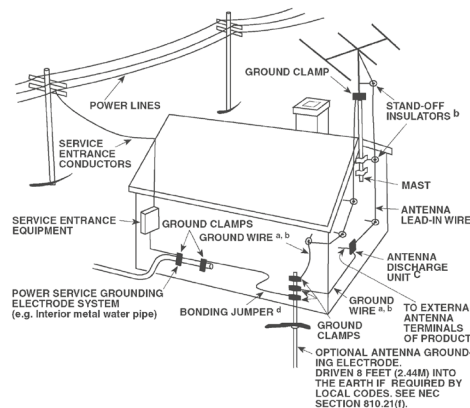 GROUND CLAMP
POWER LINES
STAND-OFF
INSULATORS b
SERVICE
ENTRANCE
CONDUCTORS
MAST
ANTENNA
LEAD-IN WIRE
SERVICE ENTRANCE
EQUIPMENT
GROUND CLAMPS
GROUND WIRE a, b
ANTENNA
DISCHARGE
UNIT C
POWER SERVICE GROUNDING
ELECTRODE SYSTEM
(e.g. Interior metal water pipe)
BONDING JUMPER d
GROUND
WIRE a, b
GROUND
CLAMPS
TO EXTERNA
ANTENNA
TERMINALS
OF PRODUCT
OPTIONAL ANTENNA GROUND-
ING ELECTRODE.
DRIVEN 8 FEET (2.44M) INTO
THE EARTH IF REQUIRED BY
LOCAL CODES. SEE NEC
SECTION 810.21(f).